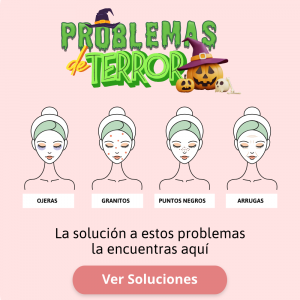 PROBLEMAS
de TERROR
OJERAS
GRANITOS
PUNTOS NEGROS
ARRUGAS
La solución a estos problemas
la encuentras aquí
Ver Soluciones